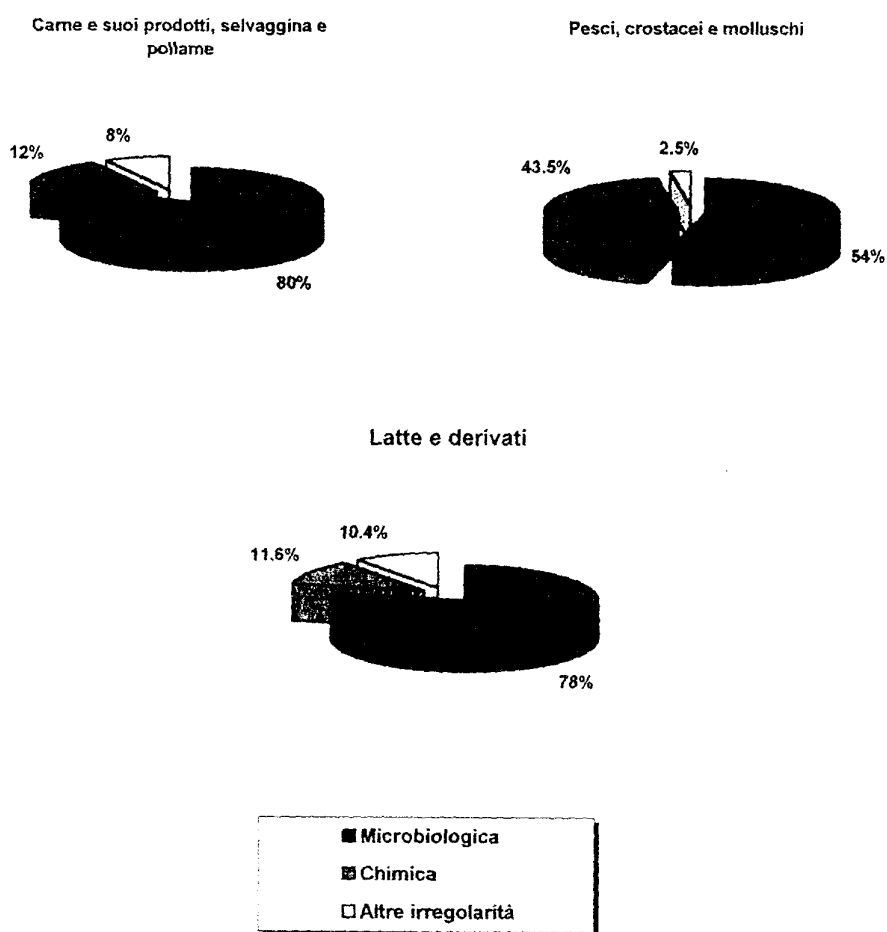 Carne e suoi prodotti, selvaggina e
pollame
12%
8%
80%
Pesci, crostacei e molluschi
43.5%
2.5%
54%
Latte e derivati
11.6%
10.4%
78%
Microbiologica
Chimica
Altre irregolarità